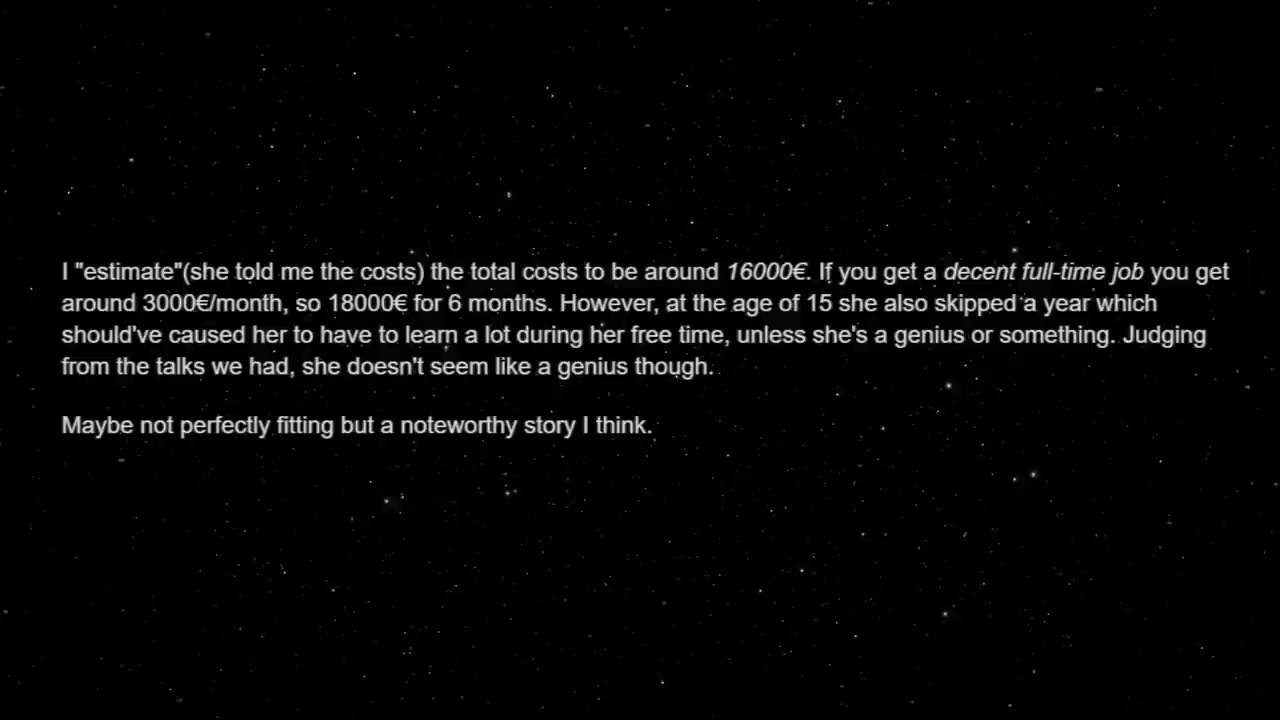 I "estimate"(she told me the costs) the total costs to be around 16000€. If you get a decent full-time job you get
around 3000€/month, so 18000€ for 6 months. However, at the age of 15 she also skipped a year which
should've caused her to have to learn a lot during her free time, unless she's a genius or something. Judging
from the talks we had, she doesn't seem like a genius though.
Maybe not perfectly fitting but a noteworthy story I think.